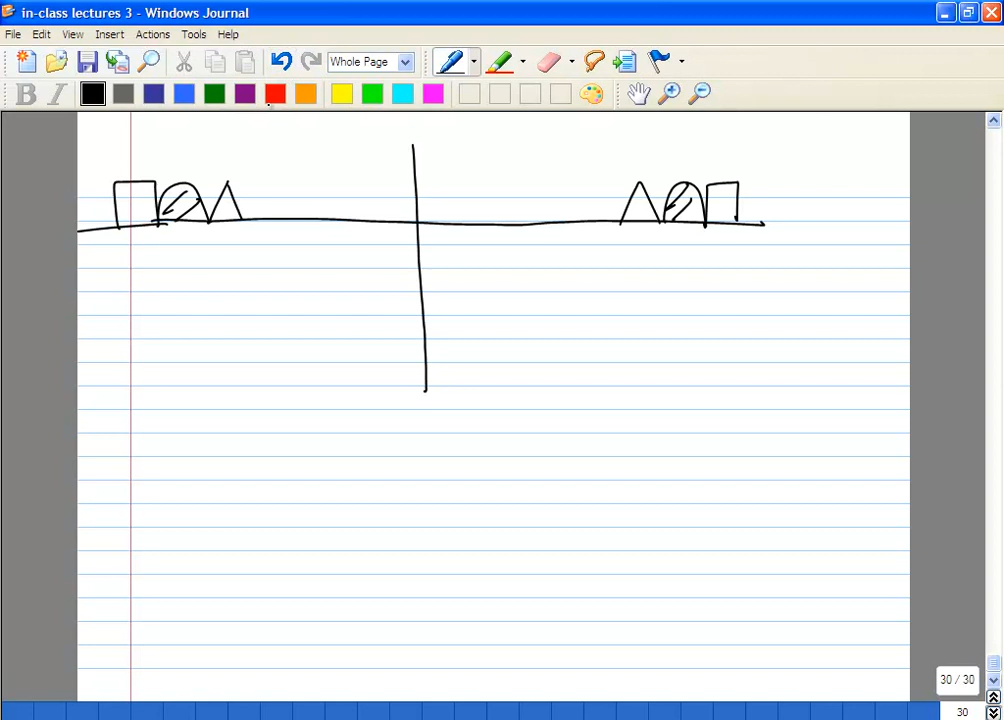 in-class lectures 3 - Windows Journal
File Edit View Insert Actions Tools Help
Whole Page
B I
30 / 30
30